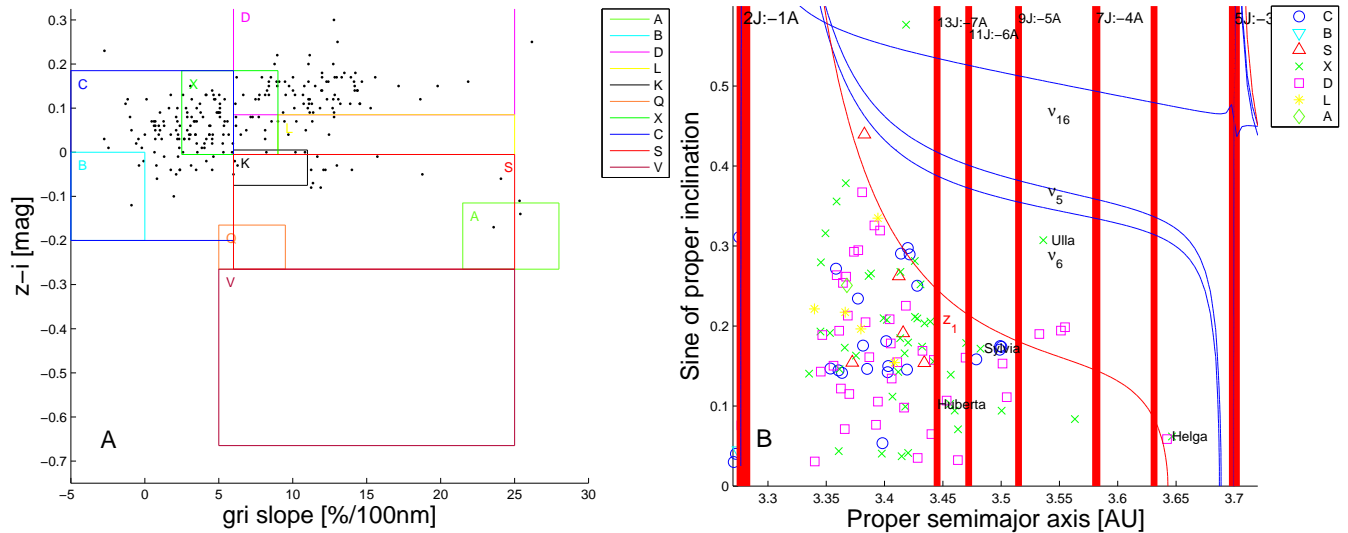 0.3
0.2
0.1
0
−0.1
−0.2
−0.3
−0.4
−0.5
−0.6
−0.7
−5
0
5
10
15
20
25
30
z−i [mag]
gri slope [%/100nm]
D
C
X
L
B
K
S
A
Q
V
A
A
B
D
L
K
Q
X
C
S
V
2J:−1A
13J:−7A
11J:−6A
9J:−5A
7J:−4A
5J:−3
ν16
ν5
Ulla
ν6
z1
Sylvia
Huberta
Helga
B
0.5
0.4
0.3
0.2
0.1
0
3.3
3.35
3.4
3.45
3.5
3.55
3.6
3.65
3.7
Sine of proper inclination
Proper semimajor axis [AU]
C
B
S
X
D
L
A